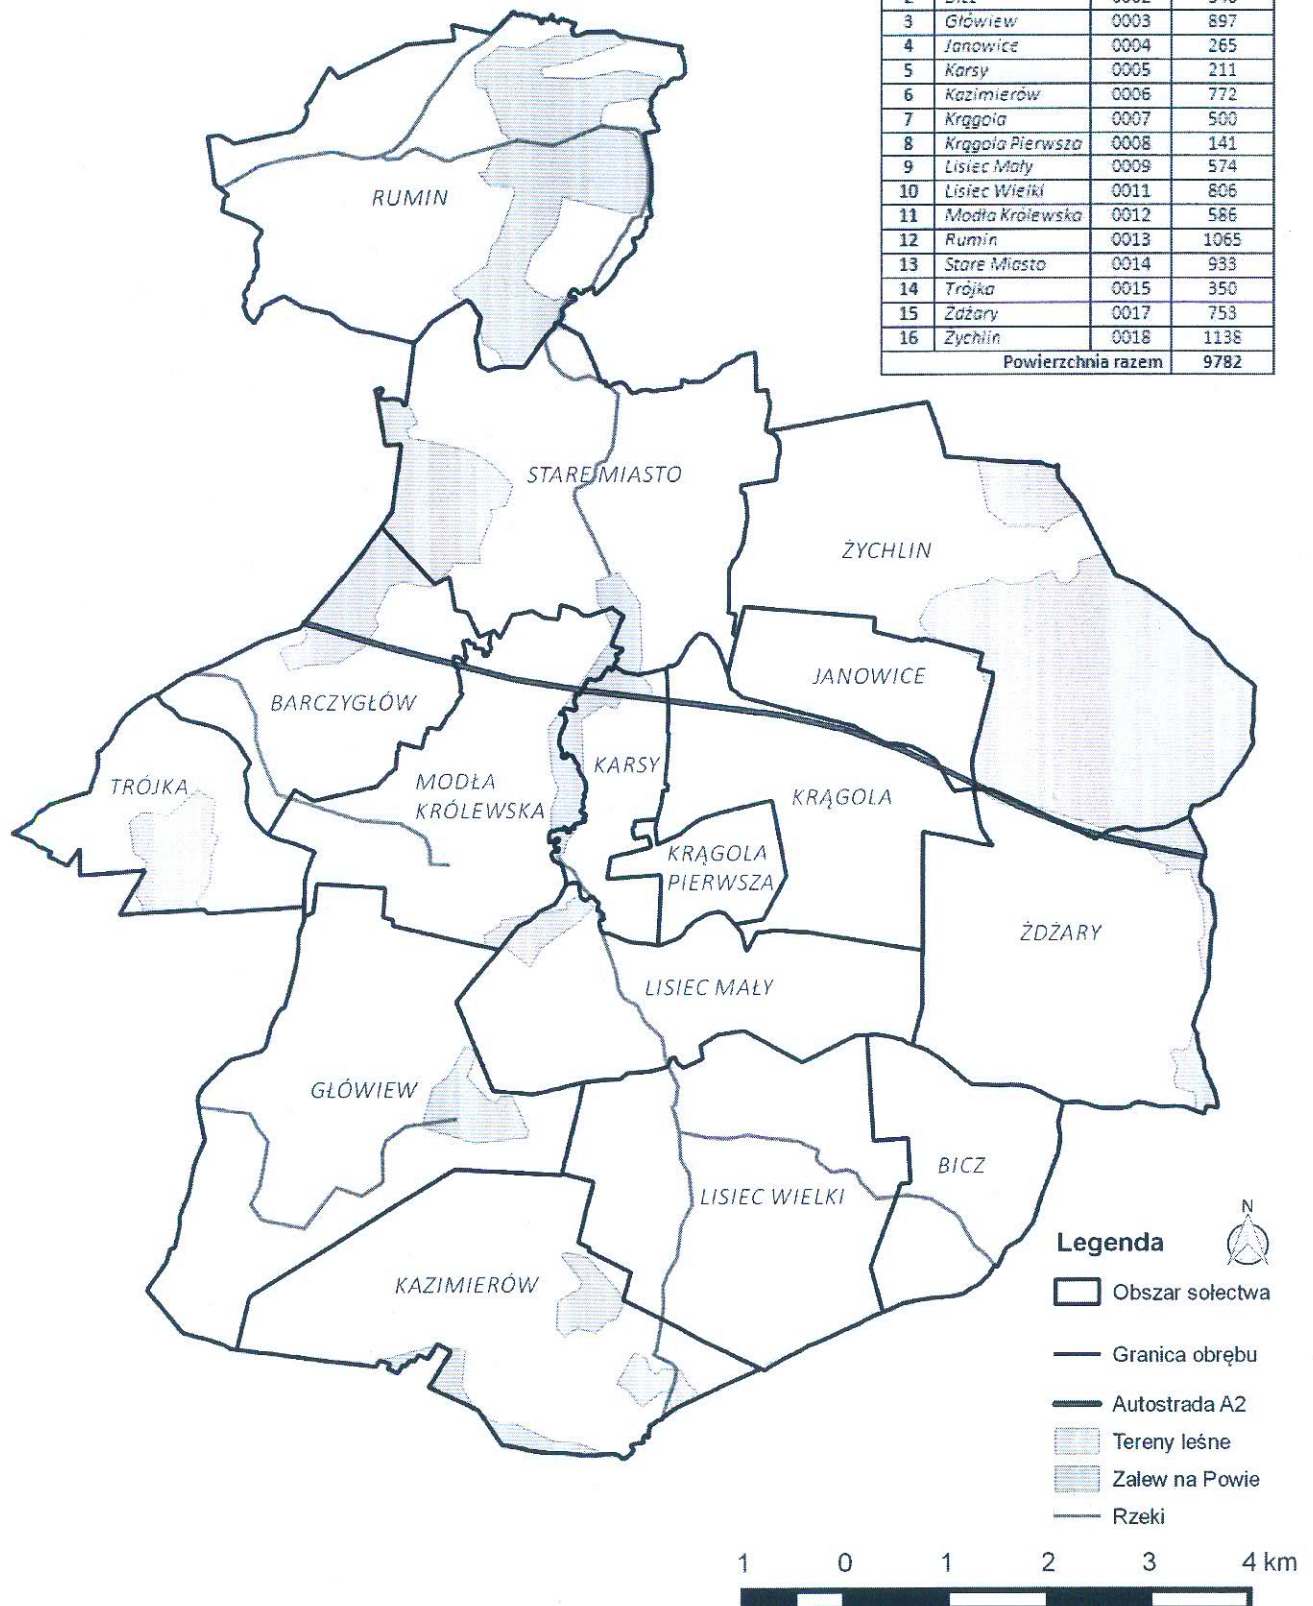 3 Główiew 0003 897
4 Janowice 0004 265
5 Karsy 0005 211
6 Kazimierów 0006 772
7 Krągola 0007 500
8 Krągola Pierwsza 0008 141
9 Lisiec Mały 0009 574
10 Lisiec Wielki 0011 806
11 Modła Królewska 0012 586
12 Rumin 0013 1065
13 Stare Miasto 0014 933
14 Trójka 0015 350
15 Żdżary 0017 753
16 Żychlin 0018 1138
Powierzchnia razem 9782
RUMIN
STARE MIASTO
ŻYCHLIN
JANOWICE
BARCZYGŁÓW
KARSY
TRÓJKA
MODŁA
KRÓLEWSKA
KRĄGOLA
KRĄGOLA
PIERWSZA
ŻDŻARY
LISIEC MAŁY
GŁÓWIEW
BICZ
LISIEC WIELKI
KAZIMIERÓW
N
Legenda
Obszar sołectwa
Granica obrębu
Autostrada A2
Tereny leśne
Zalew na Powie
Rzeki
1 0 1 2 3 4 km